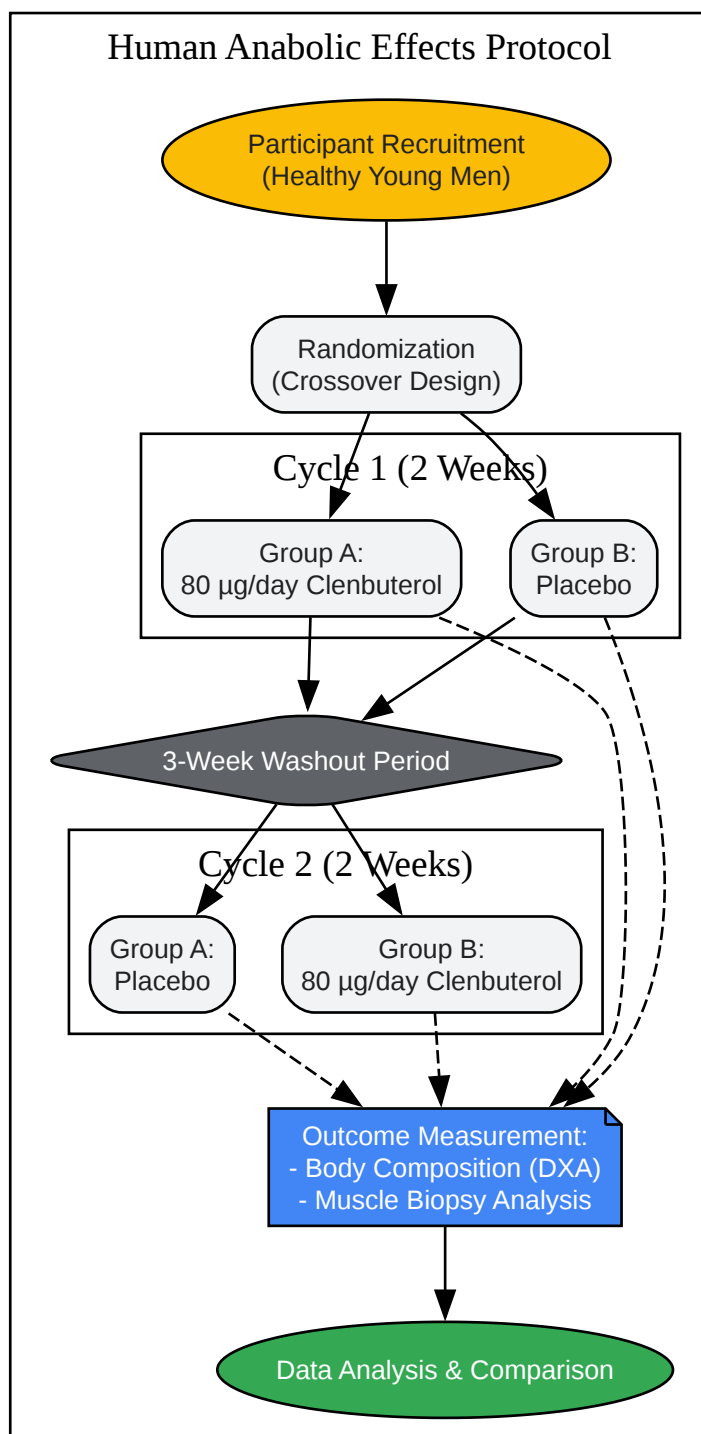 Human Anabolic Effects Protocol
Participant Recruitment
(Healthy Young Men)
Randomization
(Crossover Design)
Cycle 1 (2 Weeks)
Group A:
80 µg/day Clenbuterol
Group B:
Placebo
3-Week Washout Period
Cycle 2 (2 Weeks)
Group A:
Placebo
Group B:
80 µg/day Clenbuterol
Outcome Measurement:
- Body Composition (DXA)
- Muscle Biopsy Analysis
Data Analysis & Comparison